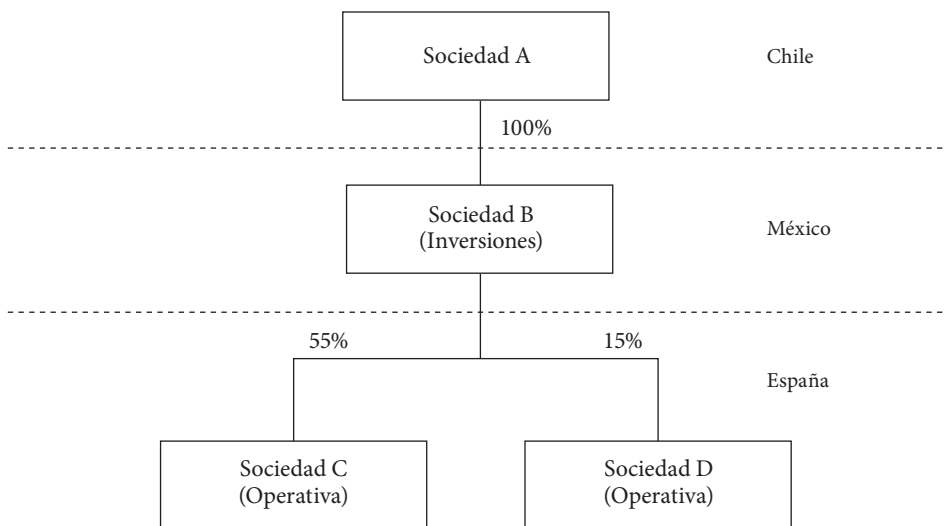 Sociedad A
Chile
100%
Sociedad B
(Inversiones)
México
55%
15%
España
Sociedad C
(Operativa)
Sociedad D
(Operativa)